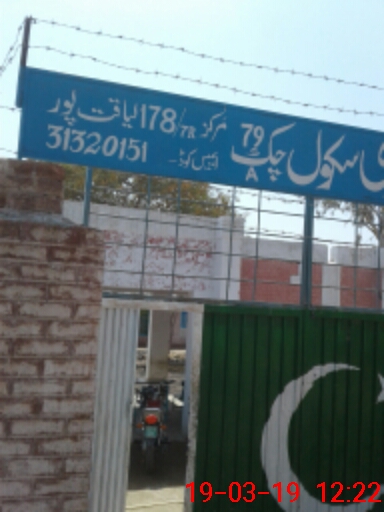 ی سکول چک 79/A مرکز 178/7R لیاقت پور
ایمس کوڈ - 31320151
19-03-19 12:22